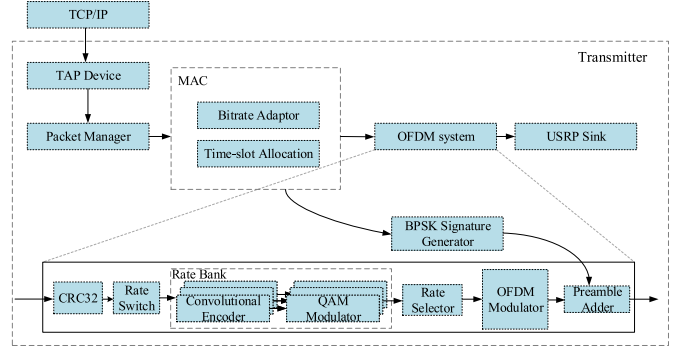 TCP/IP
Transmitter
TAP Device
MAC
Bitrate Adaptor
Packet Manager
OFDM system
USRP Sink
Time-slot Allocation
BPSK Signature
Generator
Rate Bank
CRC32
Rate
Switch
Convolutional
Encoder
QAM
Modulator
Rate
Selector
OFDM
Modulator
Preamble
Adder